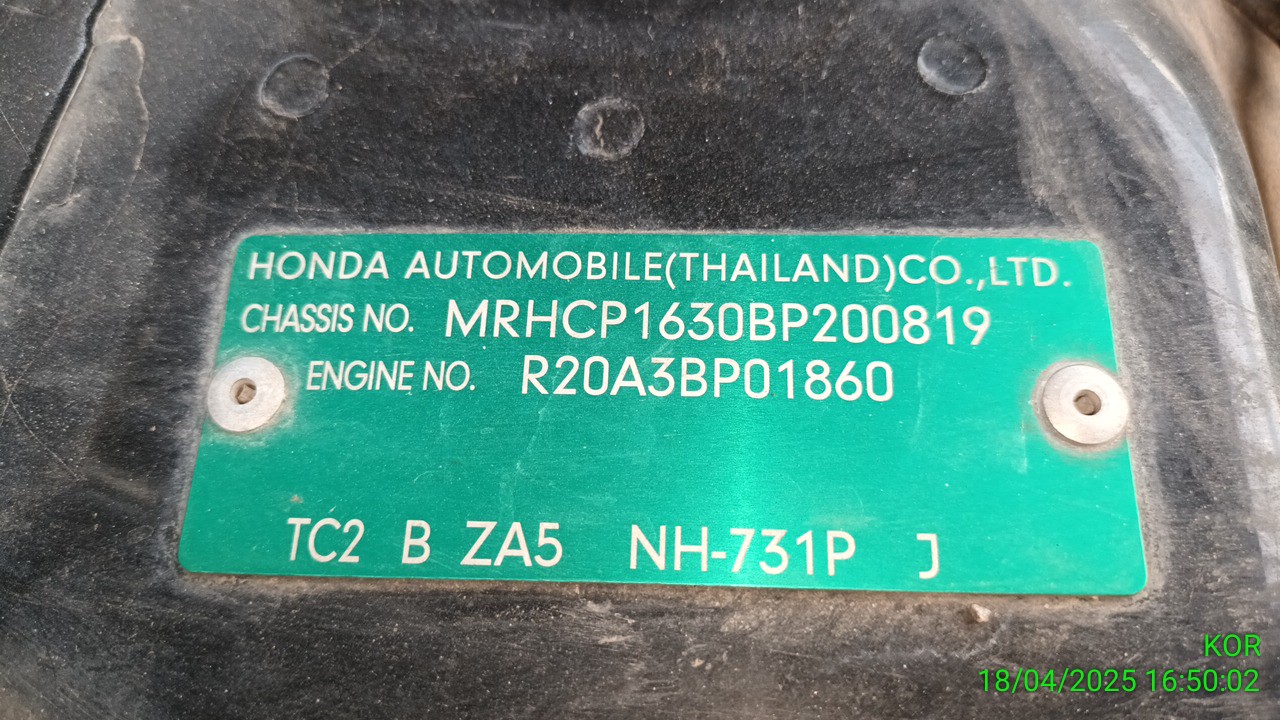 HONDA AUTOMOBILE(THAILAND)CO.,LTD.
CHASSIS NO. MRHCP1630BP200819
ENGINE NO. R20A3BP01860
TC2 B ZA5 NH-731P J
KOR
18/04/2025 16:50:02